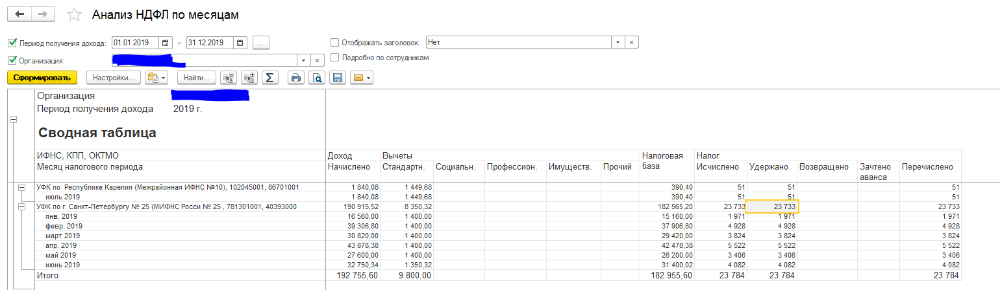 Анализ НДФЛ по месяцам
Период получения дохода: 01.01.2019 – 31.12.2019 ... Отображать заголовок: Нет
Организация: Подробно по сотрудникам
Сформировать Настройки... Найти...
Организация
Период получения дохода 2019 г.
Сводная таблица
ИФНС, КПП, ОКТМО Доход Вычеты Налоговая база Налог
Месяц налогового периода Начислено Стандартн. Социальн. Профессион. Имуществ. Прочий Исчислено Удержано Возвращено Зачтено аванса Перечислено
УФК по Республике Карелия (Межрайонная ИФНС №10), 102045001, 86701001 1 840,08 1 449,68 390,40 51 51 51
июль 2019 1 840,08 1 449,68 390,40 51 51 51
УФК по г. Санкт-Петербургу № 25 (МИФНС Росси № 25 , 781301001, 40393000 190 915,52 8 350,32 182 565,20 23 733 23 733 23 733
янв. 2019 16 560,00 1 400,00 15 160,00 1 971 1 971 1 971
февр. 2019 39 306,80 1 400,00 37 906,80 4 928 4 928 4 928
март 2019 30 820,00 1 400,00 29 420,00 3 824 3 824 3 824
апр. 2019 43 878,38 1 400,00 42 478,38 5 522 5 522 5 522
май 2019 27 600,00 1 400,00 26 200,00 3 406 3 406 3 406
июнь 2019 32 750,34 1 350,32 31 400,02 4 082 4 082 4 082
Итого 192 755,60 9 800,00 182 955,60 23 784 23 784 23 784